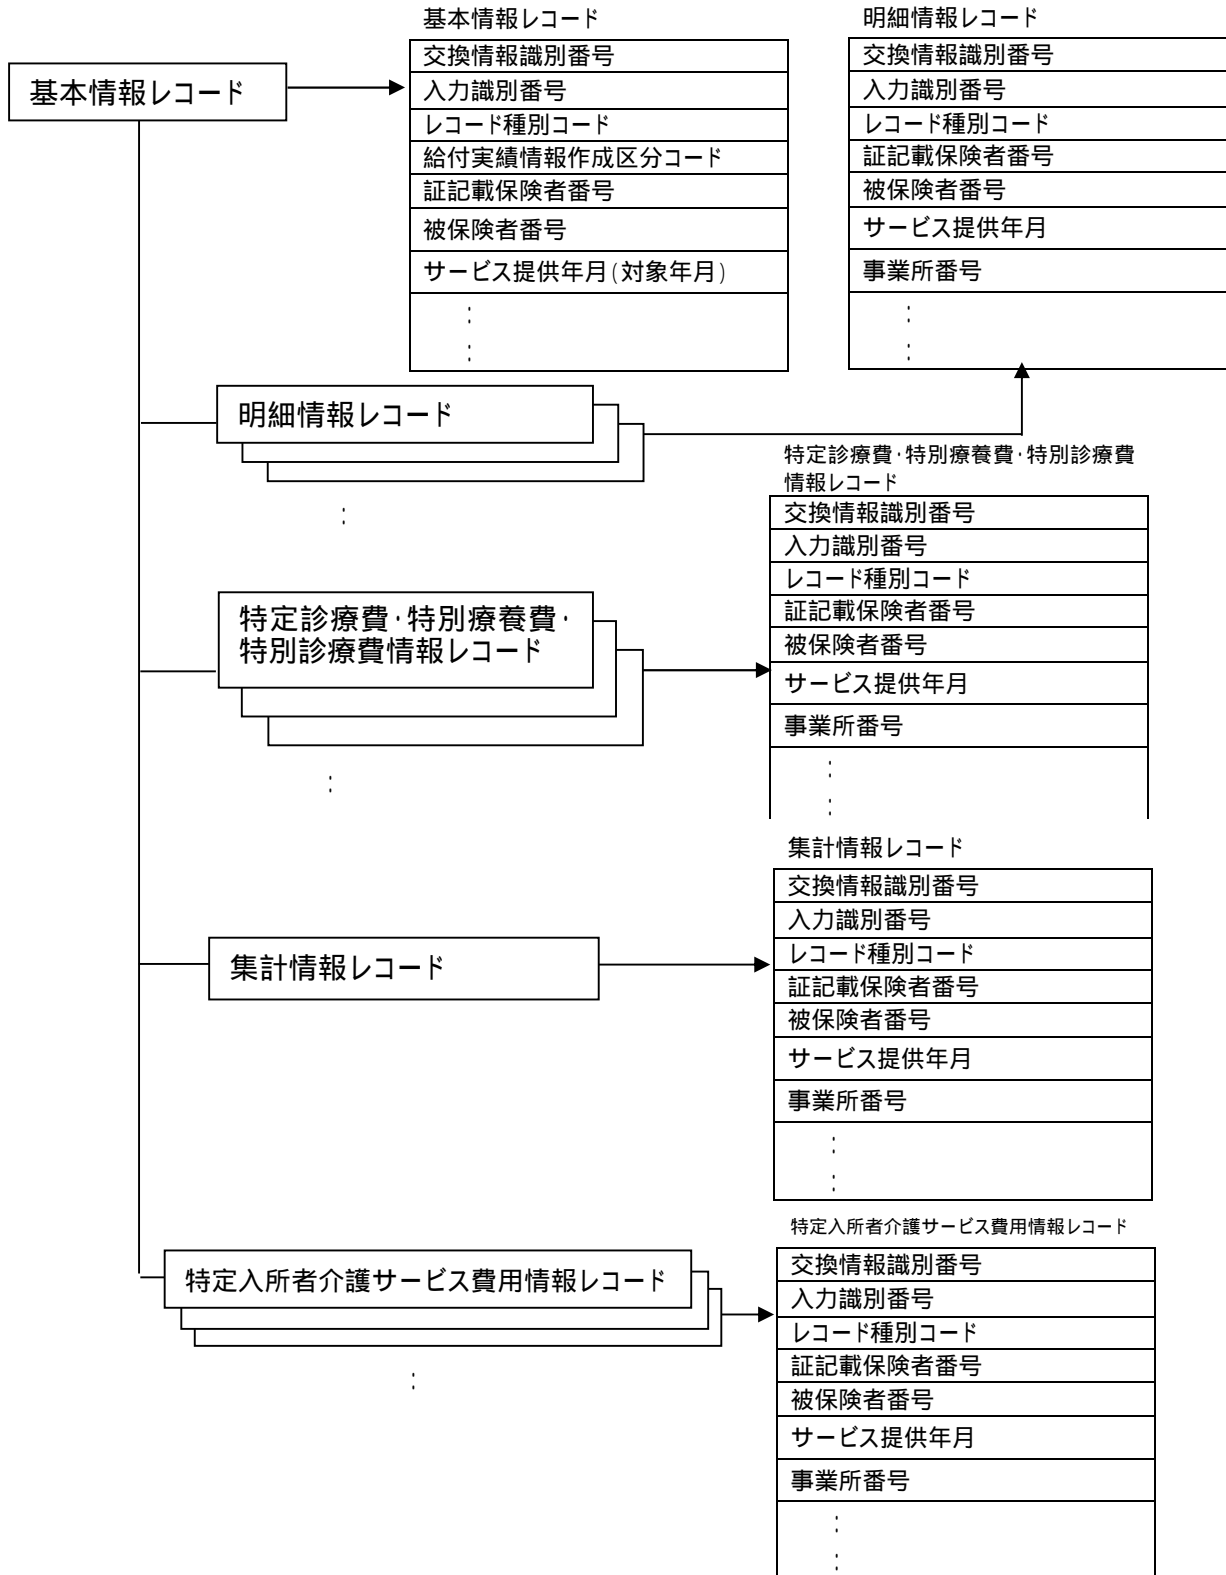 基本情報レコード
基本情報レコード
交換情報識別番号
入力識別番号
レコード種別コード
給付実績情報作成区分コード
証記載保険者番号
被保険者番号
サービス提供年月(対象年月)
:
:
明細情報レコード
交換情報識別番号
入力識別番号
レコード種別コード
証記載保険者番号
被保険者番号
サービス提供年月
事業所番号
:
:
明細情報レコード
:
特定診療費・特別療養費・特別診療費
情報レコード
交換情報識別番号
入力識別番号
レコード種別コード
証記載保険者番号
被保険者番号
サービス提供年月
事業所番号
:
:
特定診療費・特別療養費・
特別診療費情報レコード
:
集計情報レコード
交換情報識別番号
入力識別番号
レコード種別コード
証記載保険者番号
被保険者番号
サービス提供年月
事業所番号
:
:
集計情報レコード
特定入所者介護サービス費用情報レコード
交換情報識別番号
入力識別番号
レコード種別コード
証記載保険者番号
被保険者番号
サービス提供年月
事業所番号
:
:
特定入所者介護サービス費用情報レコード
: